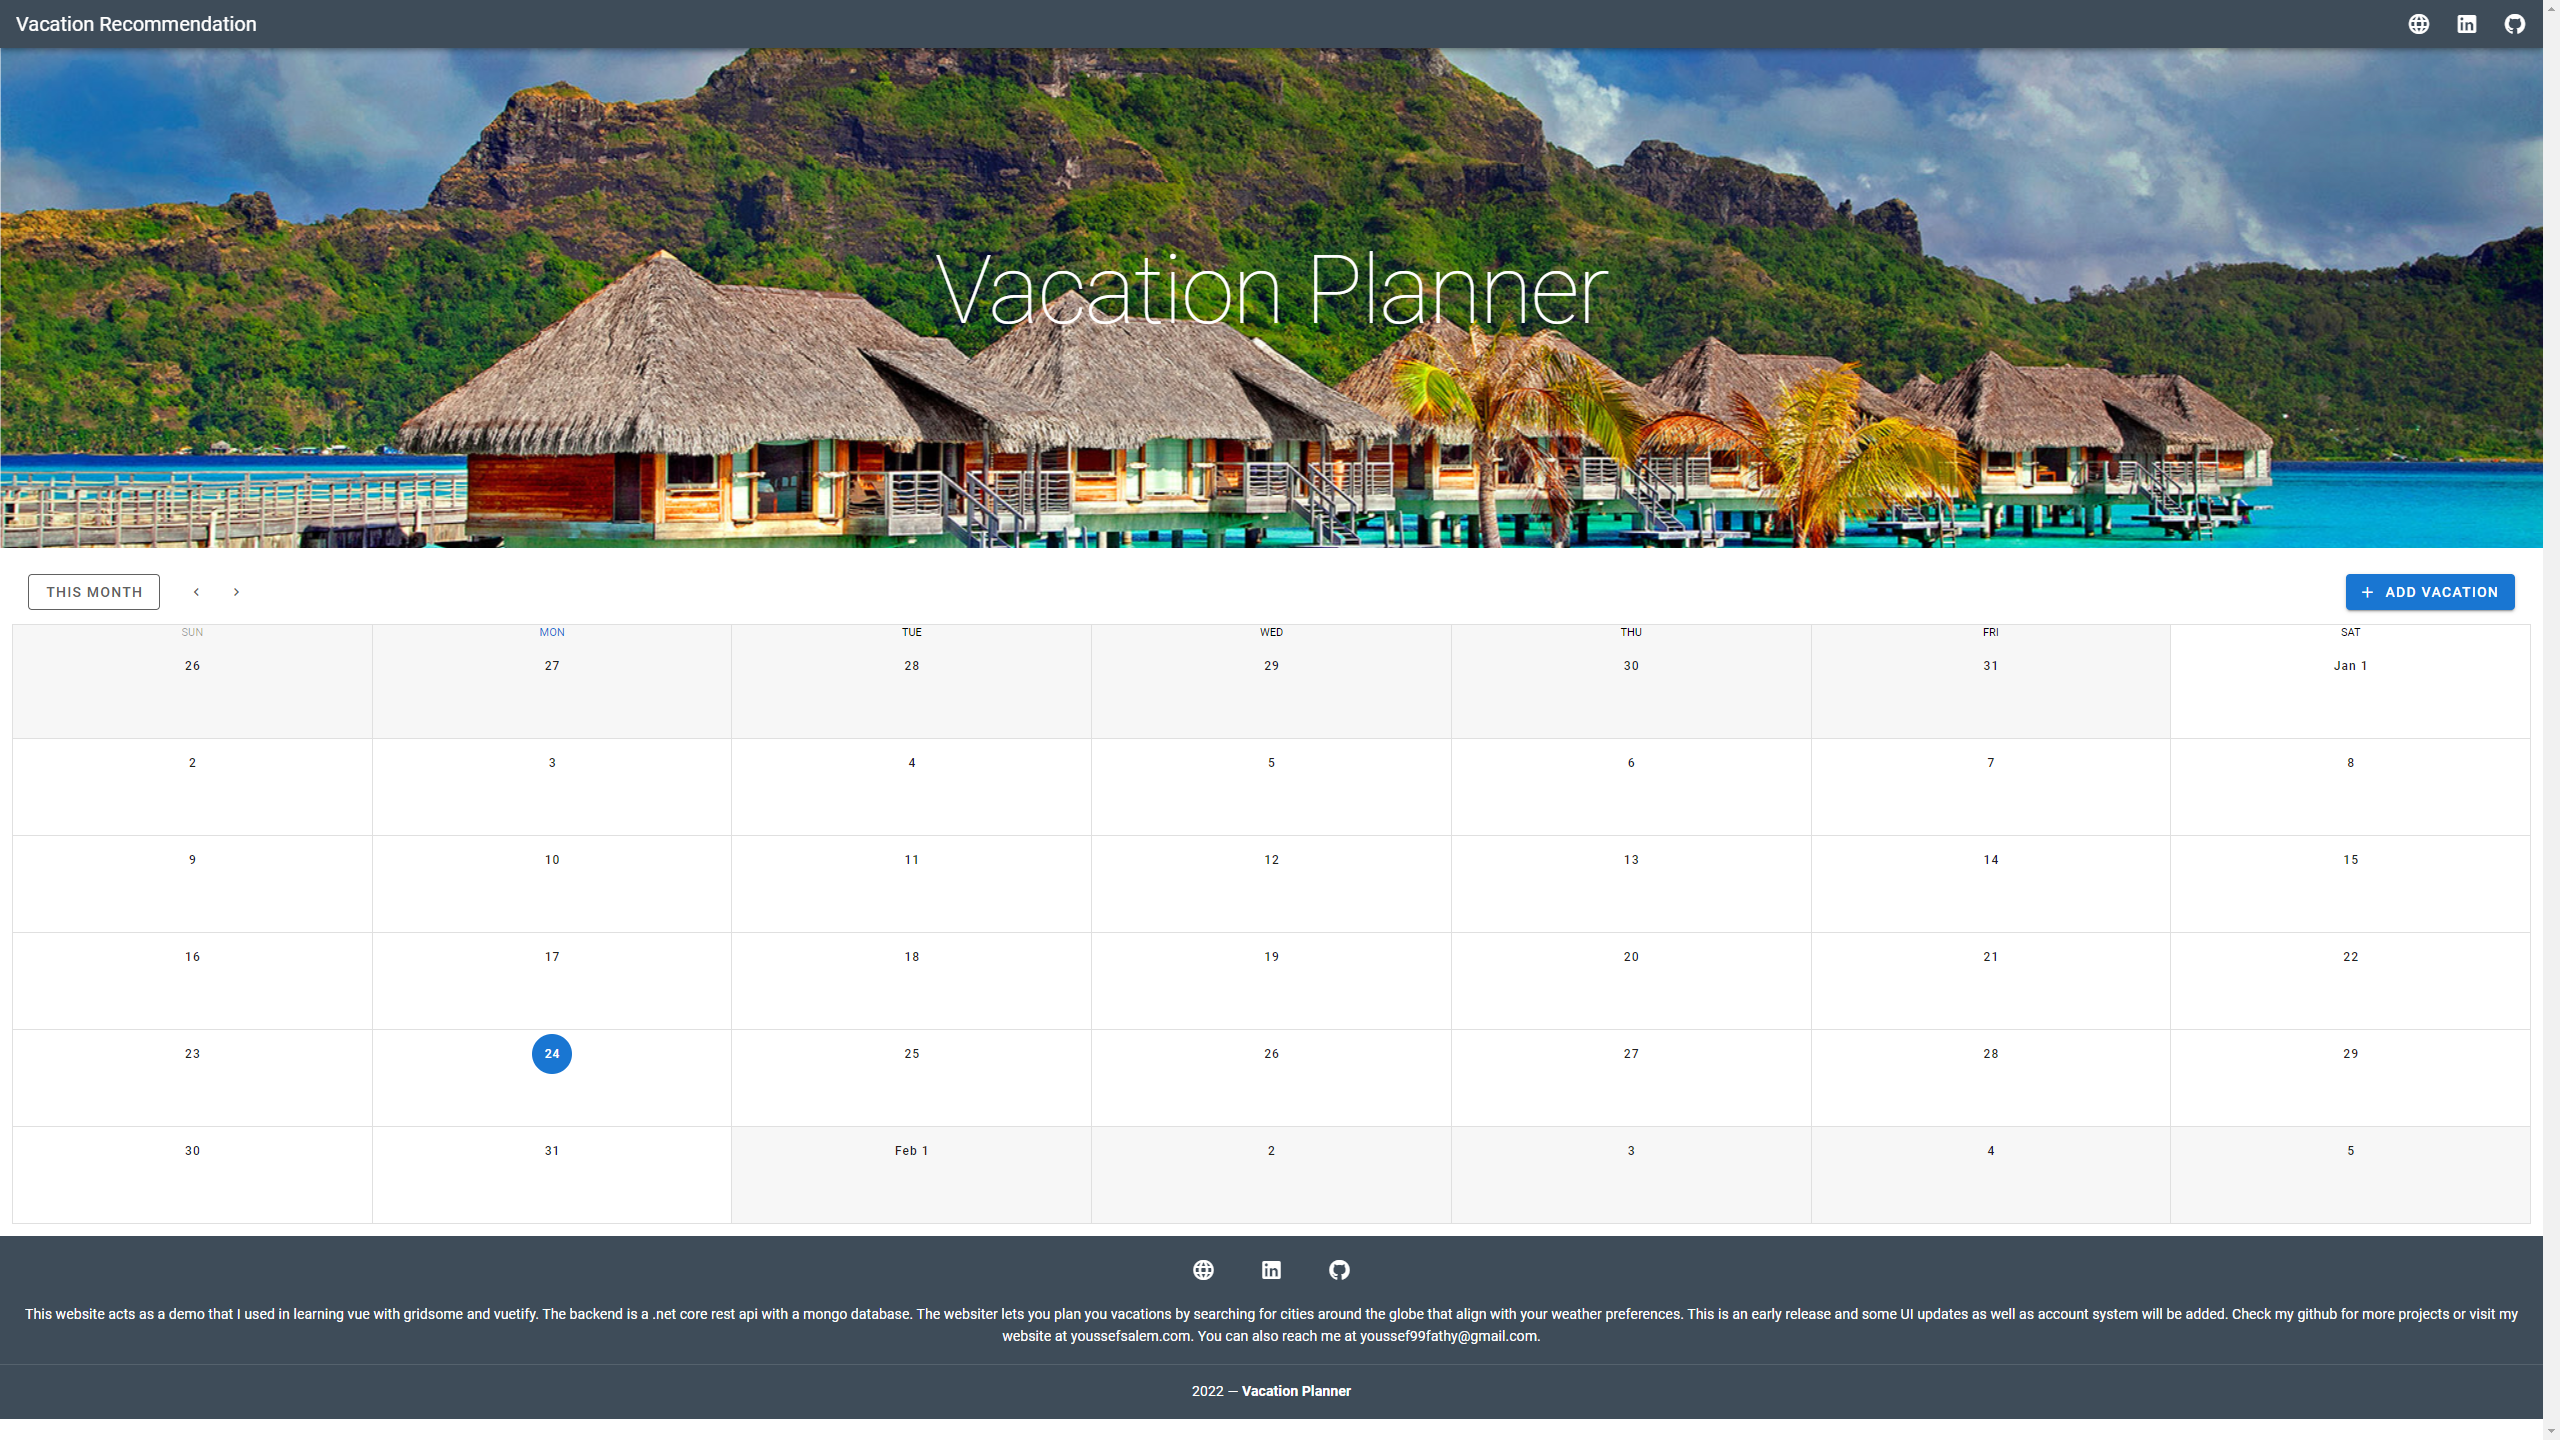 Vacation Recommendation
Vacation Planner
THIS MONTH
ADD VACATION
SUN MON TUE WED THU FRI SAT
26 27 28 29 30 31 Jan 1
2 3 4 5 6 7 8
9 10 11 12 13 14 15
16 17 18 19 20 21 22
23 24 25 26 27 28 29
30 31 Feb 1 2 3 4 5
This website acts as a demo that I used in learning vue with gridsome and vuetify. The backend is a .net core rest api with a mongo database. The websiter lets you plan you vacations by searching for cities around the globe that align with your weather preferences. This is an early release and some UI updates as well as account system will be added. Check my github for more projects or visit my
website at youssefsalem.com. You can also reach me at youssef99fathy@gmail.com.
2022 — Vacation Planner